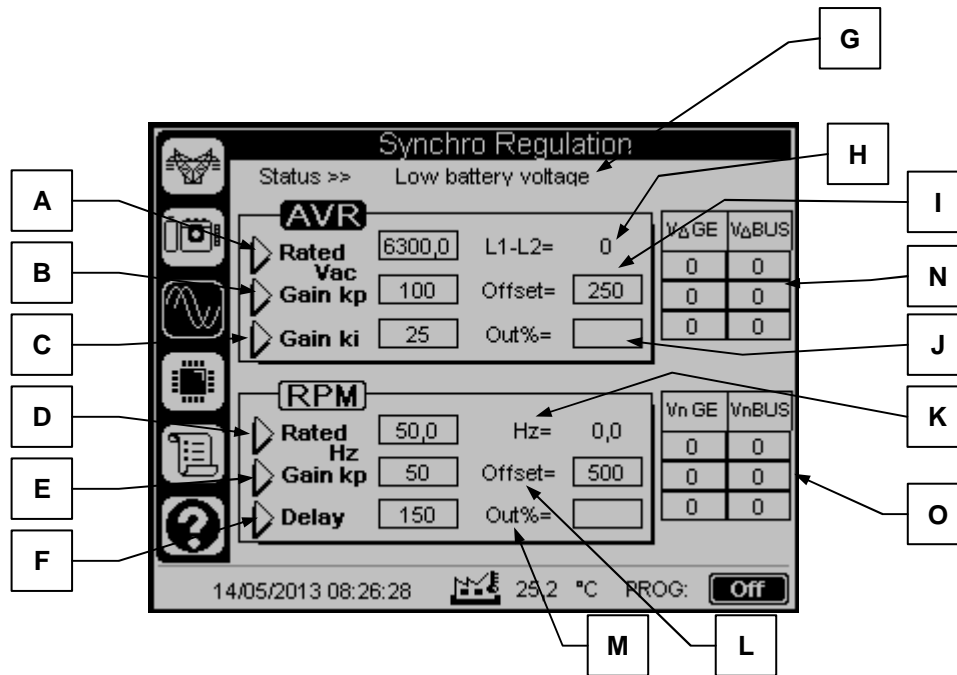 G
Synchro Regulation
H
Status >> Low battery voltage
A
I
AVR
V△GE V△BUS
Rated Vac 6300,0 L1-L2= 0
0 0
B
N
Gain kp 100 Offset= 250
0 0
C
Gain ki 25 Out%=
0 0
J
RPM
Vn GE VnBUS
D
K
Rated Hz 50,0 Hz= 0,0
0 0
E
Gain kp 50 Offset= 500
0 0
F
Delay 150 Out%=
0 0
O
14/05/2013 08:26:28 25,2 °C PROG: Off
M L